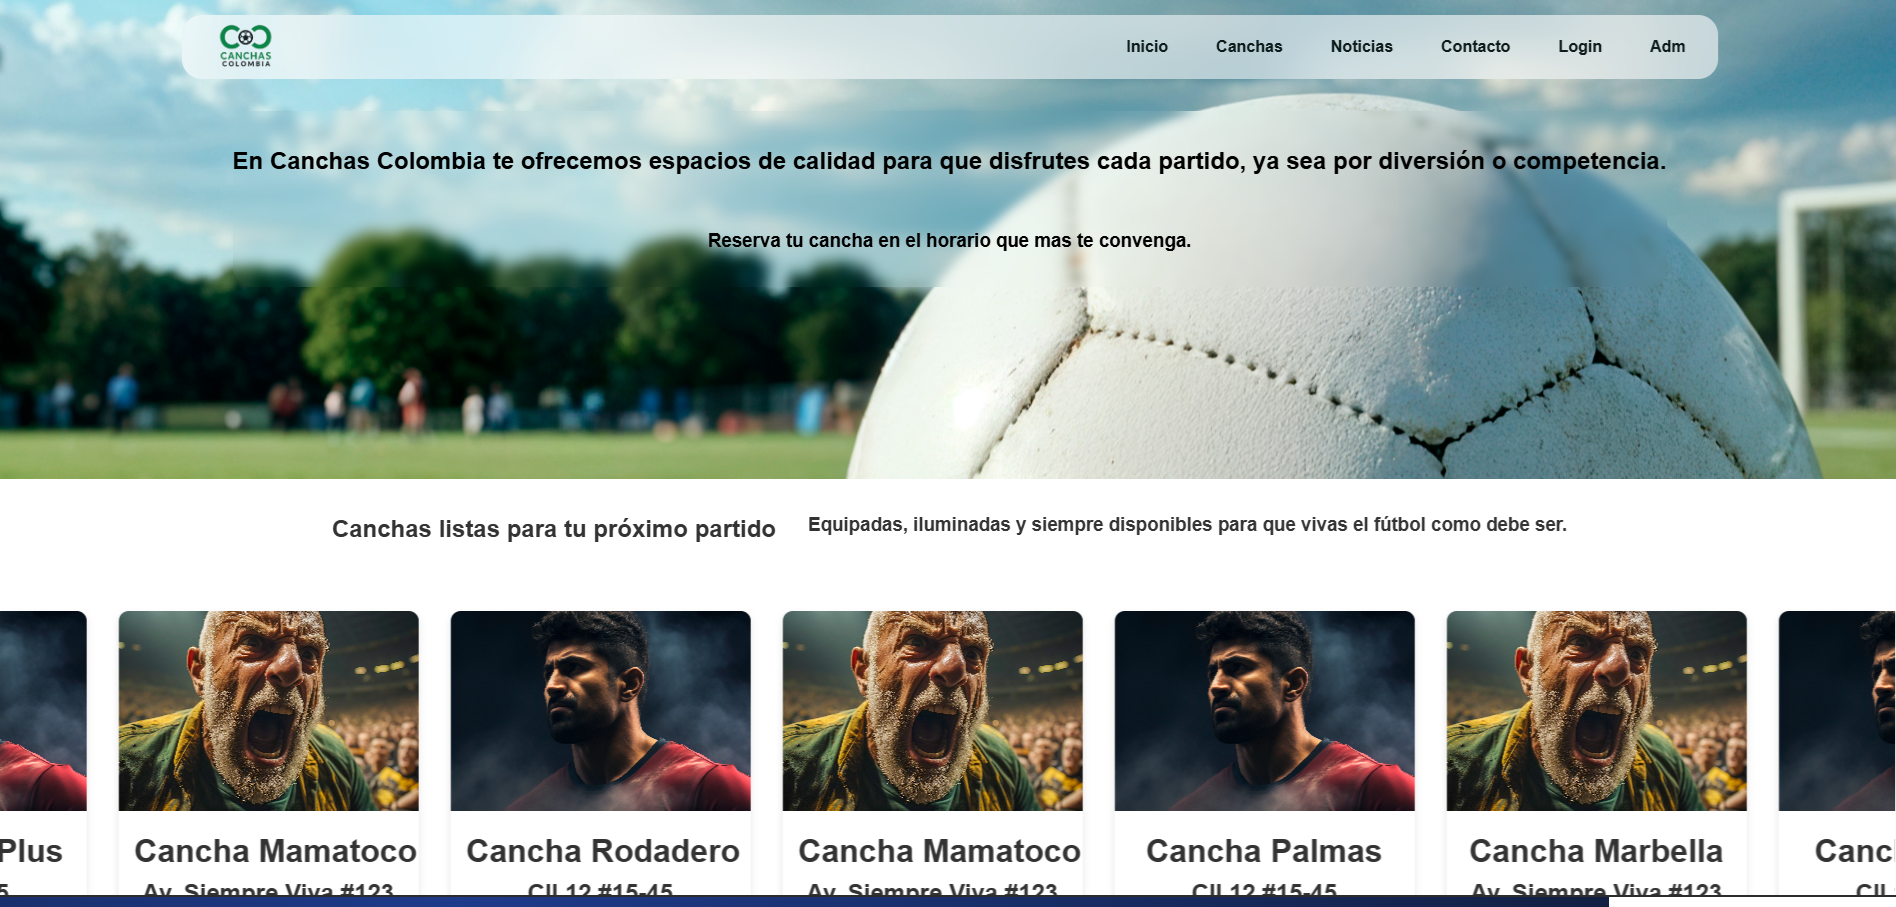 CANCHAS
COLOMBIA
Inicio Canchas Noticias Contacto Login Adm
En Canchas Colombia te ofrecemos espacios de calidad para que disfrutes cada partido, ya sea por diversión o competencia.
Reserva tu cancha en el horario que mas te convenga.
Canchas listas para tu próximo partido
Equipadas, iluminadas y siempre disponibles para que vivas el fútbol como debe ser.
Plus
Cancha Mamatoco
Av. Siempre Viva #123
Cancha Rodadero
Cll 12 #15-45
Cancha Mamatoco
Av. Siempre Viva #123
Cancha Palmas
Cll 12 #15-45
Cancha Marbella
Av. Siempre Viva #123